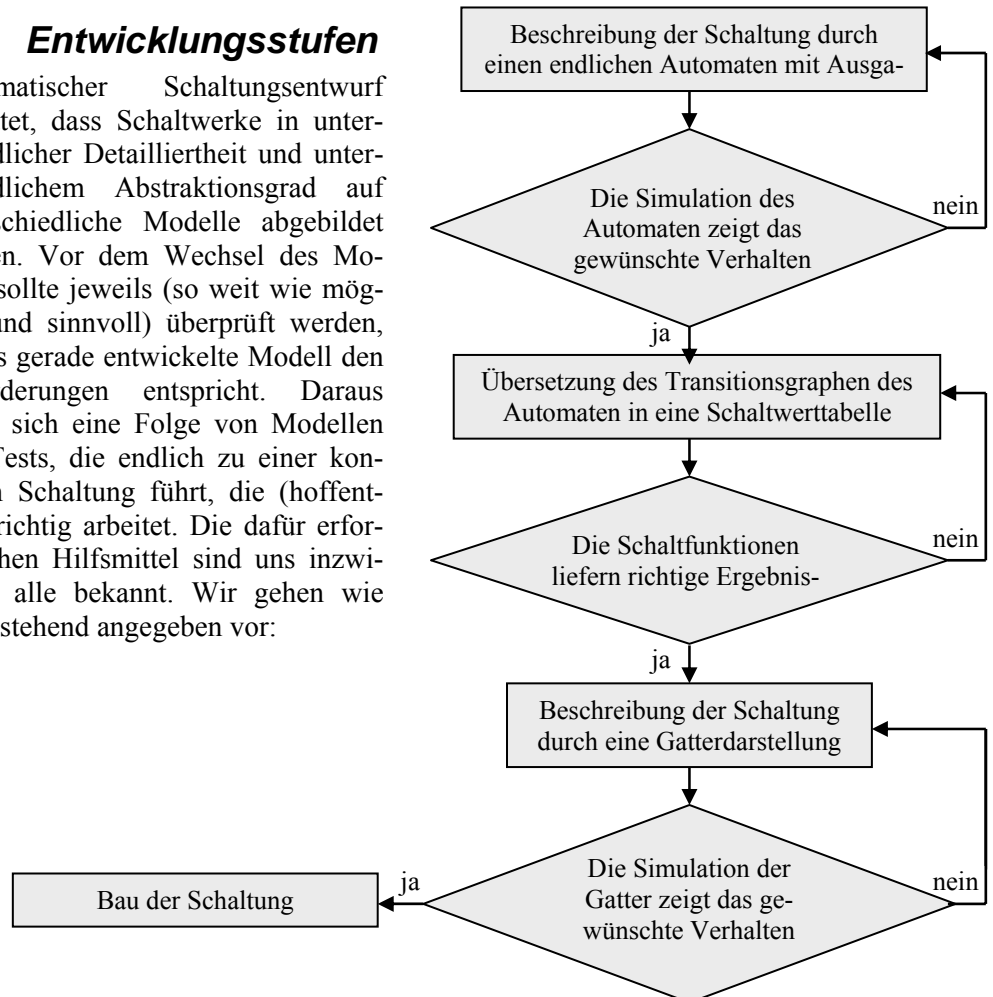 Entwicklungsstufen
matischer Schaltungsentwurf
tet, dass Schaltwerke in unter-
dlicher Detailliertheit und unter-
dlichem Abstraktionsgrad auf
schiedliche Modelle abgebildet
en. Vor dem Wechsel des Mo-
sollte jeweils (so weit wie mög-
und sinnvoll) überprüft werden,
s gerade entwickelte Modell den
derungen entspricht. Daraus
sich eine Folge von Modellen
Tests, die endlich zu einer kon-
n Schaltung führt, die (hoffent-
richtig arbeitet. Die dafür erfor-
chen Hilfsmittel sind uns inzwi-
alle bekannt. Wir gehen wie
stehend angegeben vor:
Beschreibung der Schaltung durch
einen endlichen Automaten mit Ausga-
Die Simulation des
Automaten zeigt das
gewünschte Verhalten
nein
ja
Übersetzung des Transitionsgraphen des
Automaten in eine Schaltwerttabelle
Die Schaltfunktionen
liefern richtige Ergebnis-
nein
ja
Beschreibung der Schaltung
durch eine Gatterdarstellung
Die Simulation der
Gatter zeigt das ge-
wünschte Verhalten
nein
ja
Bau der Schaltung